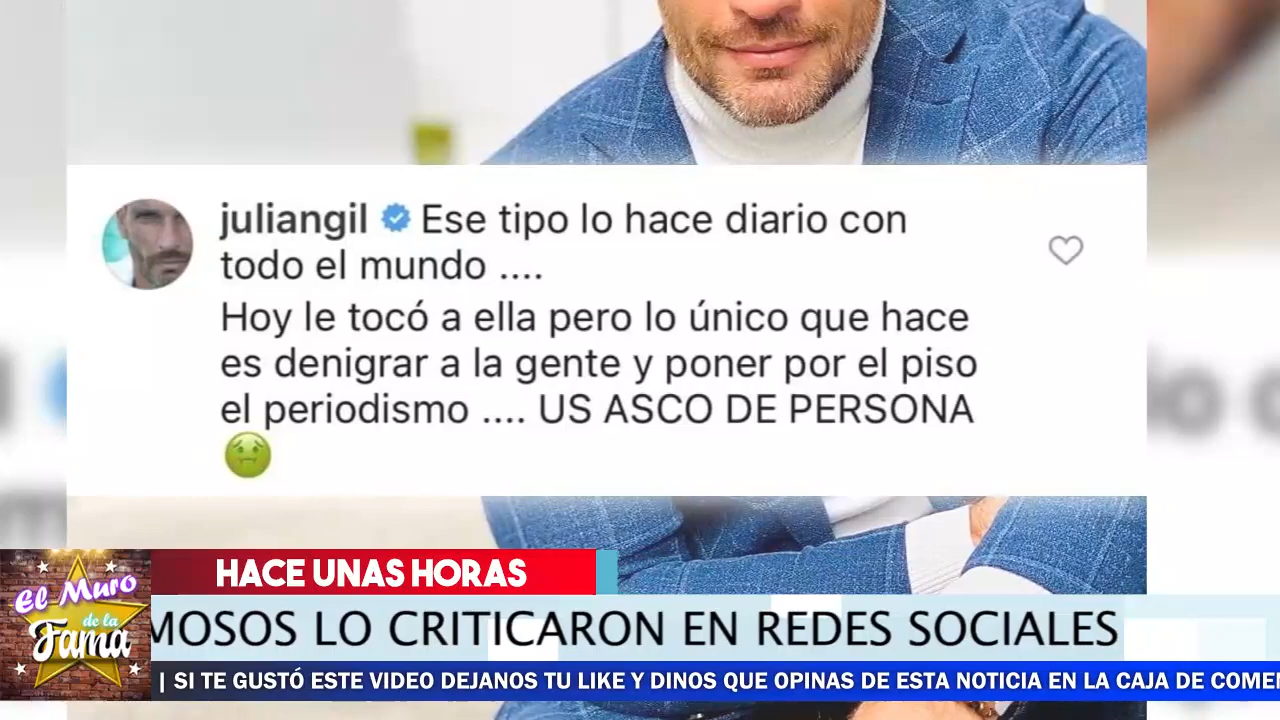 juliangil Ese tipo lo hace diario con
todo el mundo ....
Hoy le tocó a ella pero lo único que hace
es denigrar a la gente y poner por el piso
el periodismo .... US ASCO DE PERSONA
HACE UNAS HORAS
El Muro
de la
Fama
MOSOS LO CRITICARON EN REDES SOCIALES
| SI TE GUSTÓ ESTE VIDEO DEJANOS TU LIKE Y DINOS QUE OPINAS DE ESTA NOTICIA EN LA CAJA DE COMEN